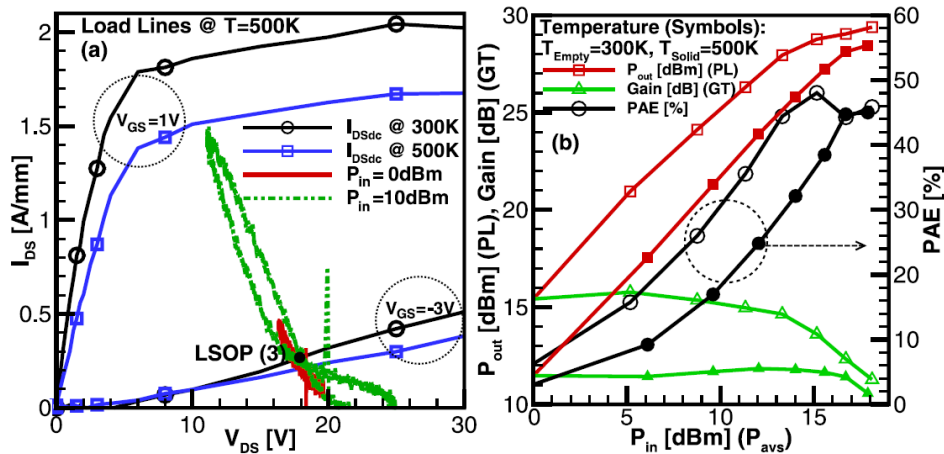 Load Lines @ T=500K
(a)
V_GS=1V
I_DSdc @ 300K
I_DSdc @ 500K
P_in = 0dBm
P_in =10dBm
V_GS=-3V
LSOP (3)
2
1.5
1
0.5
0
0 10 20 30
I_DS [A/mm]
V_DS [V]
Temperature (Symbols):
T_Empty=300K, T_Solid=500K
P_out [dBm] (PL)
Gain [dB] (GT)
PAE [%]
(b)
30
25
20
15
10
0 5 10 15
60
50
40
30
20
10
0
P_out [dBm] (PL), Gain [dB] (GT)
PAE [%]
P_in [dBm] (P_avs)